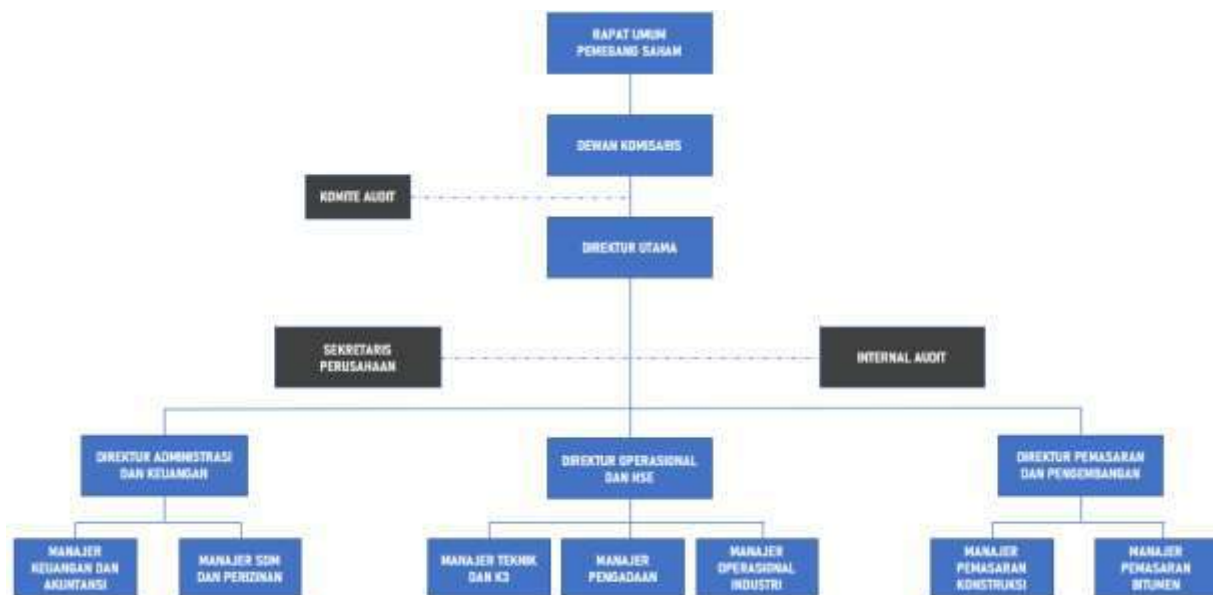 RAPAT UMUM
PEMEGANG SAHAM
DEWAN KOMISARIS
KOMITE AUDIT
DIREKTUR UTAMA
SEKRETARIS
PERUSAHAAN
INTERNAL AUDIT
DIREKTUR ADMINISTRASI
DAN KEUANGAN
DIREKTUR OPERASIONAL
DAN HSE
DIREKTUR PEMASARAN
DAN PENGEMBANGAN
MANAJER
KEUANGAN DAN
AKUNTANSI
MANAJER SDM
DAN PERIZINAN
MANAJER TEKNIK
DAN K3
MANAJER
PENGADAAN
MANAJER
OPERASIONAL
INDUSTRI
MANAJER
PEMASARAN
KONSTRUKSI
MANAJER
PEMASARAN
BITUMEN